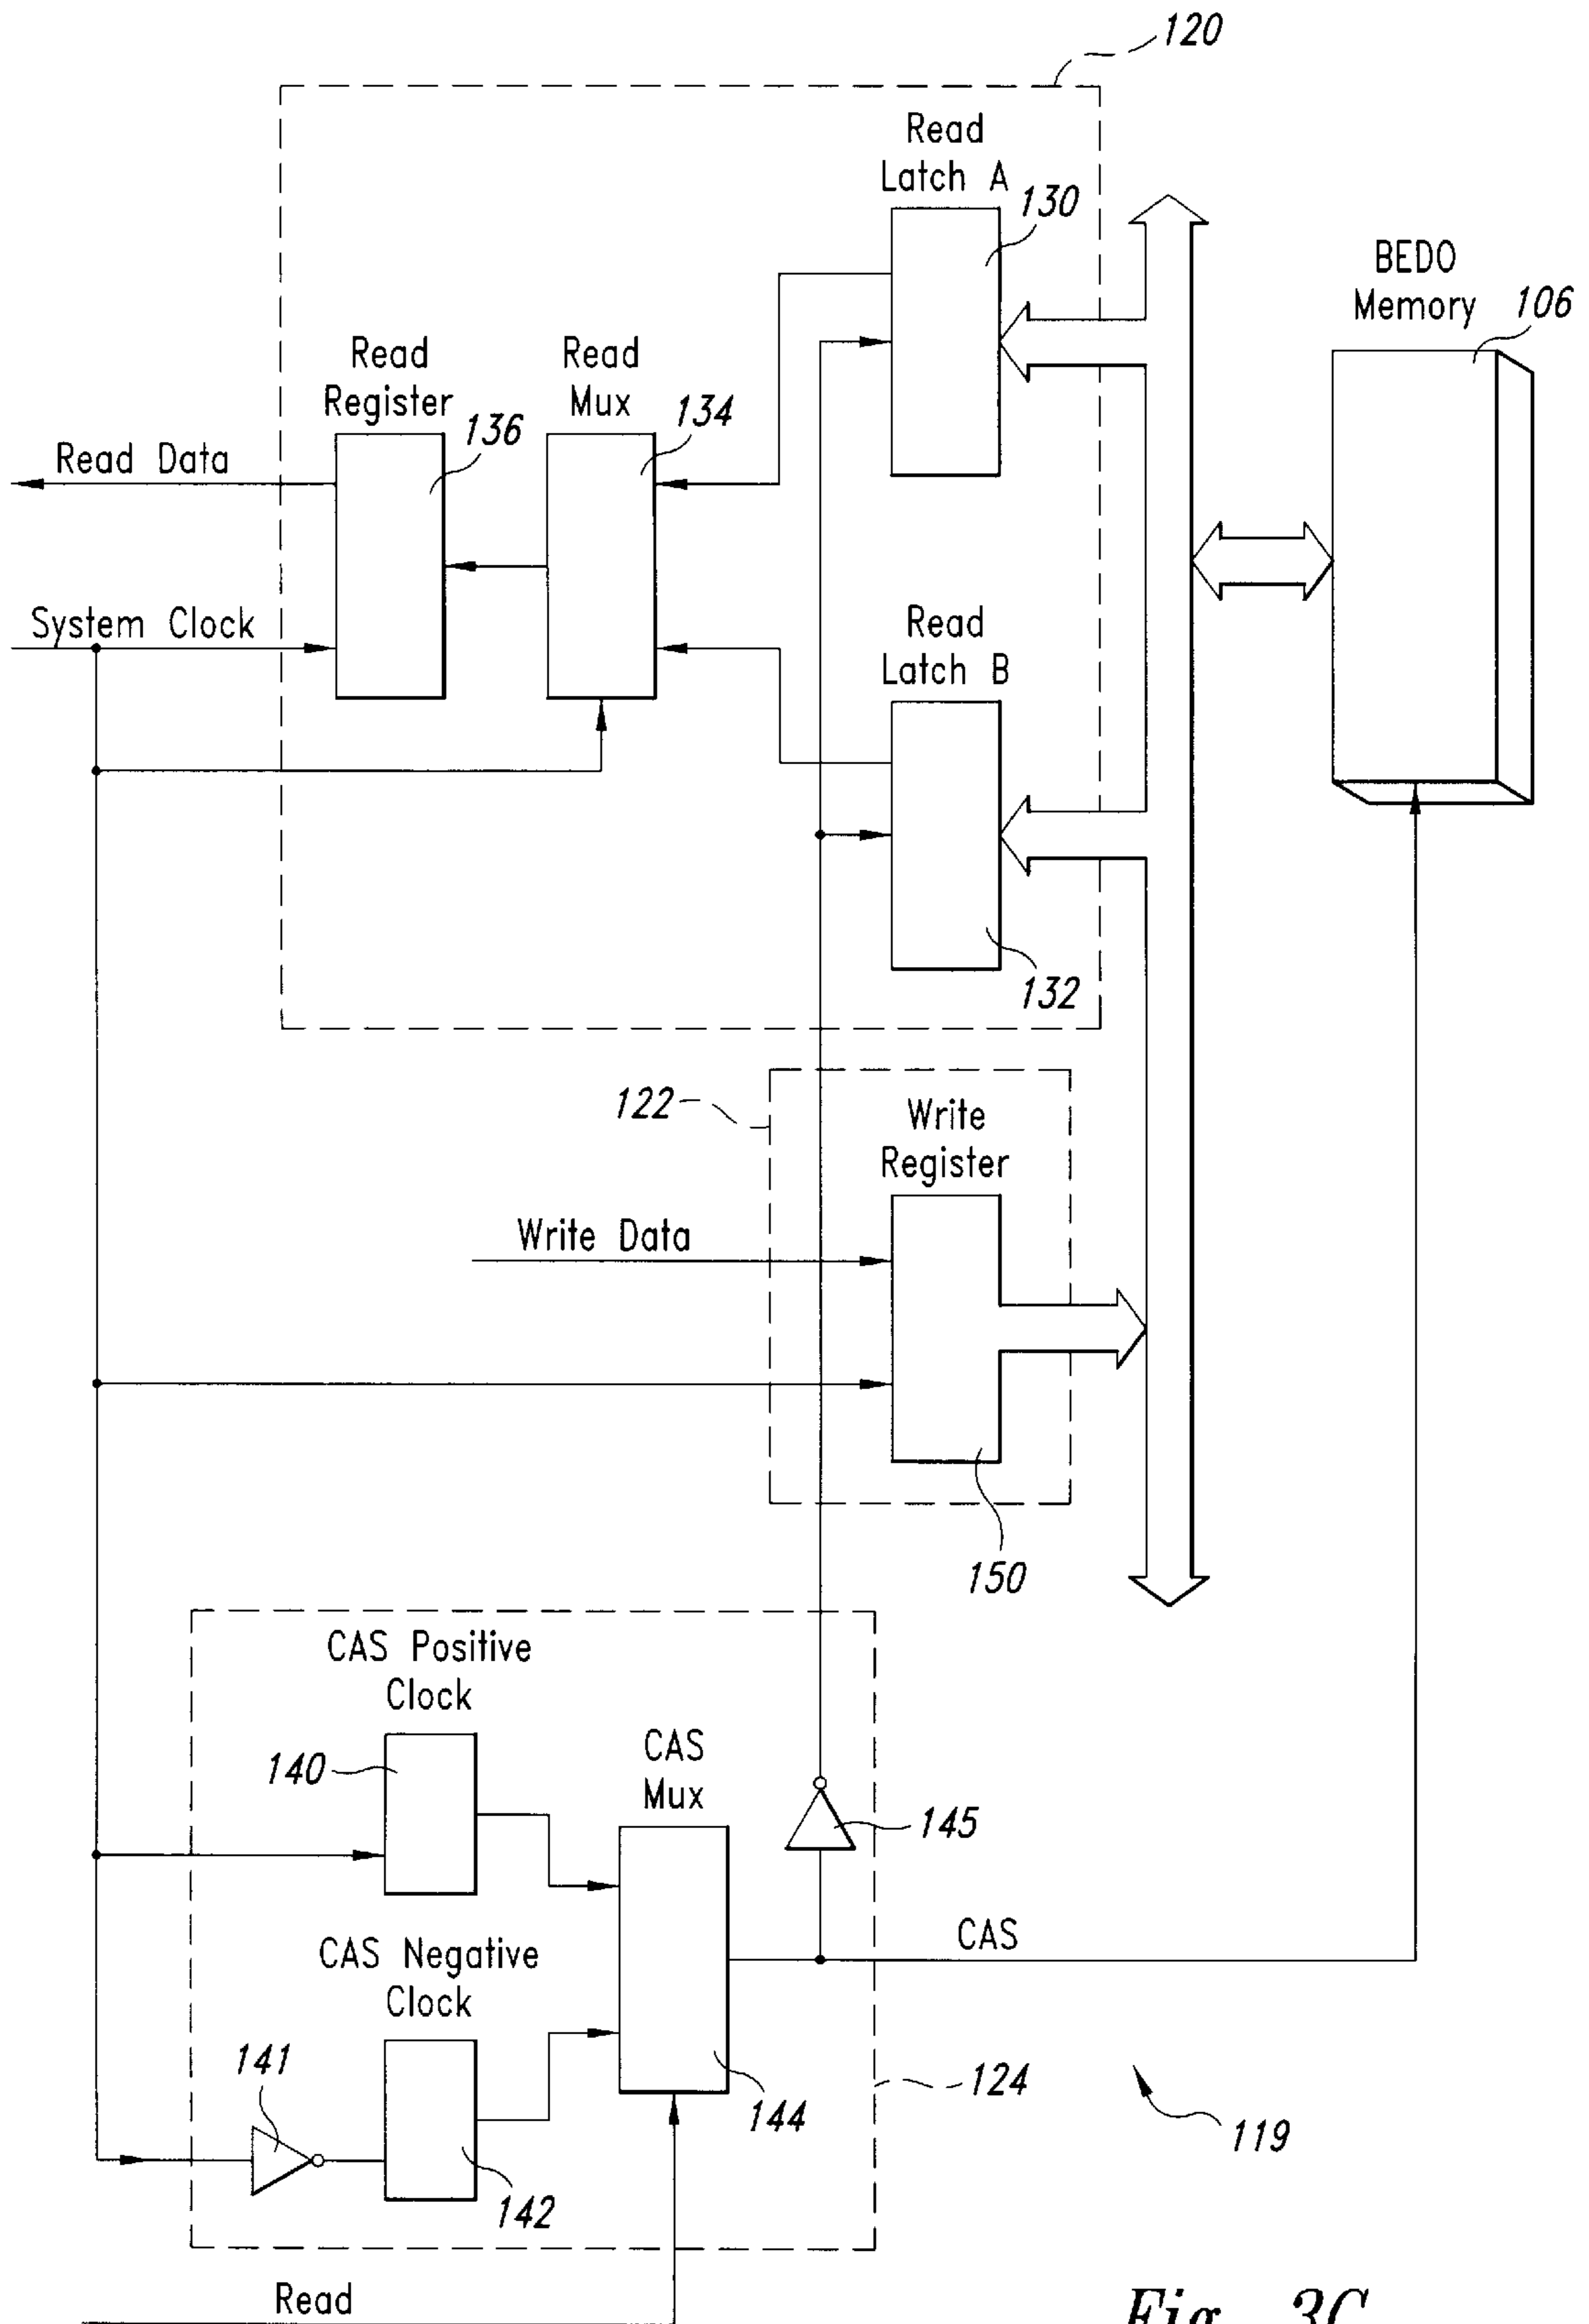 120
Read
Latch A
130
BEDO
Memory
106
Read
Register
136
Read
Mux
134
Read Data
System Clock
Read
Latch B
132
122
Write
Register
Write Data
150
CAS Positive
Clock
140
CAS
Mux
145
CAS
CAS Negative
Clock
141
142
144
124
119
Read
Fig. 3C